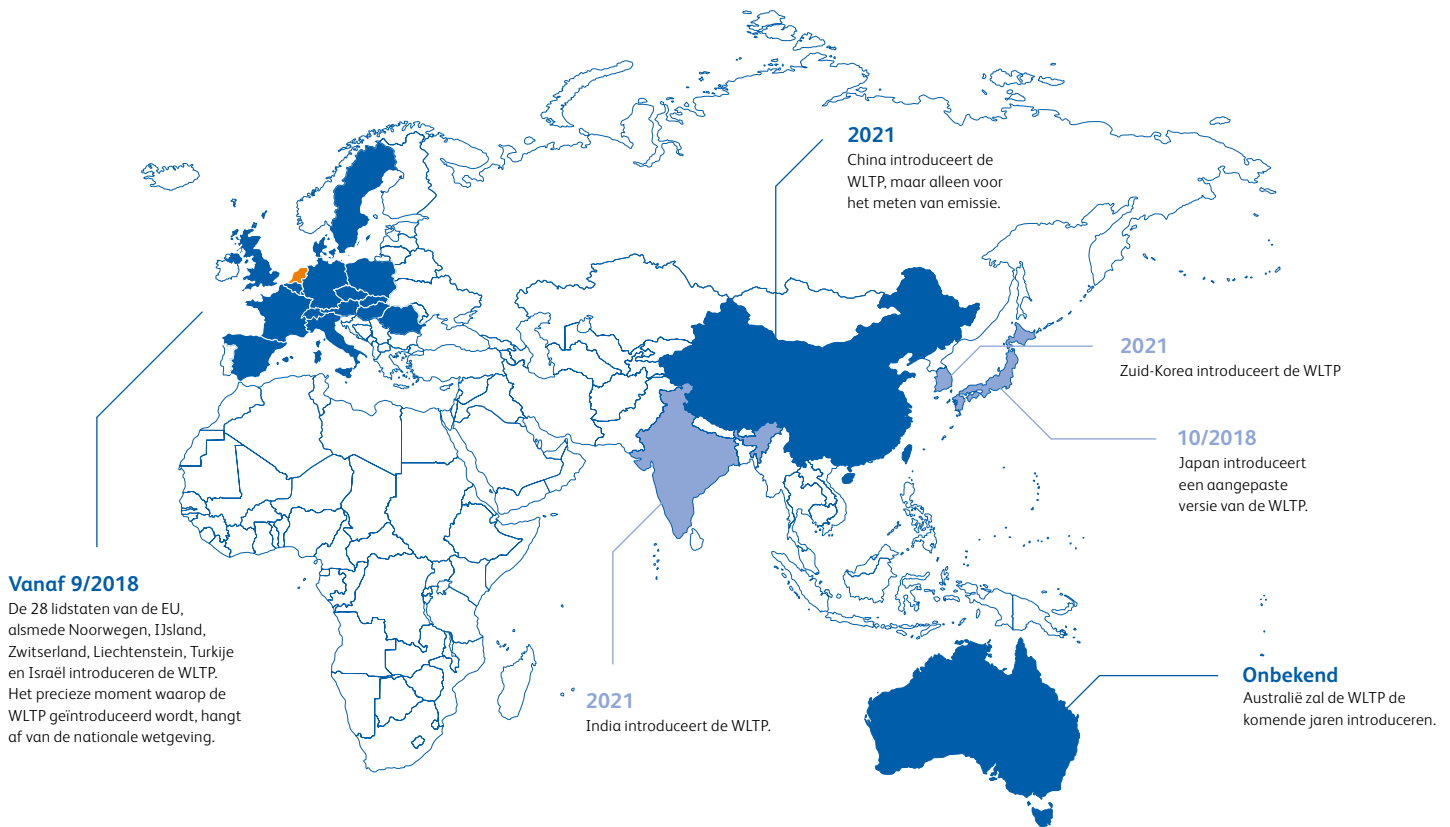 2021
China introduceert de
WLTP, maar alleen voor
het meten van emissie.
2021
Zuid-Korea introduceert de WLTP
10/2018
Japan introduceert
een aangepaste
versie van de WLTP.
Vanaf 9/2018
De 28 lidstaten van de EU,
alsmede Noorwegen, IJsland,
Zwitserland, Liechtenstein, Turkije
en Israël introduceren de WLTP.
Het precieze moment waarop de
WLTP geïntroduceerd wordt, hangt
af van de nationale wetgeving.
2021
India introduceert de WLTP.
Onbekend
Australië zal de WLTP de
komende jaren introduceren.